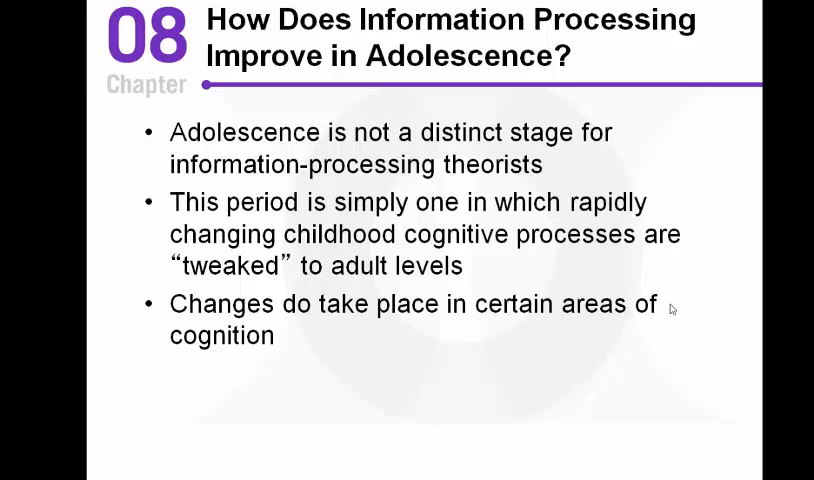 08
Chapter
How Does Information Processing
Improve in Adolescence?
• Adolescence is not a distinct stage for
information-processing theorists
• This period is simply one in which rapidly
changing childhood cognitive processes are
“tweaked” to adult levels
• Changes do take place in certain areas of
cognition